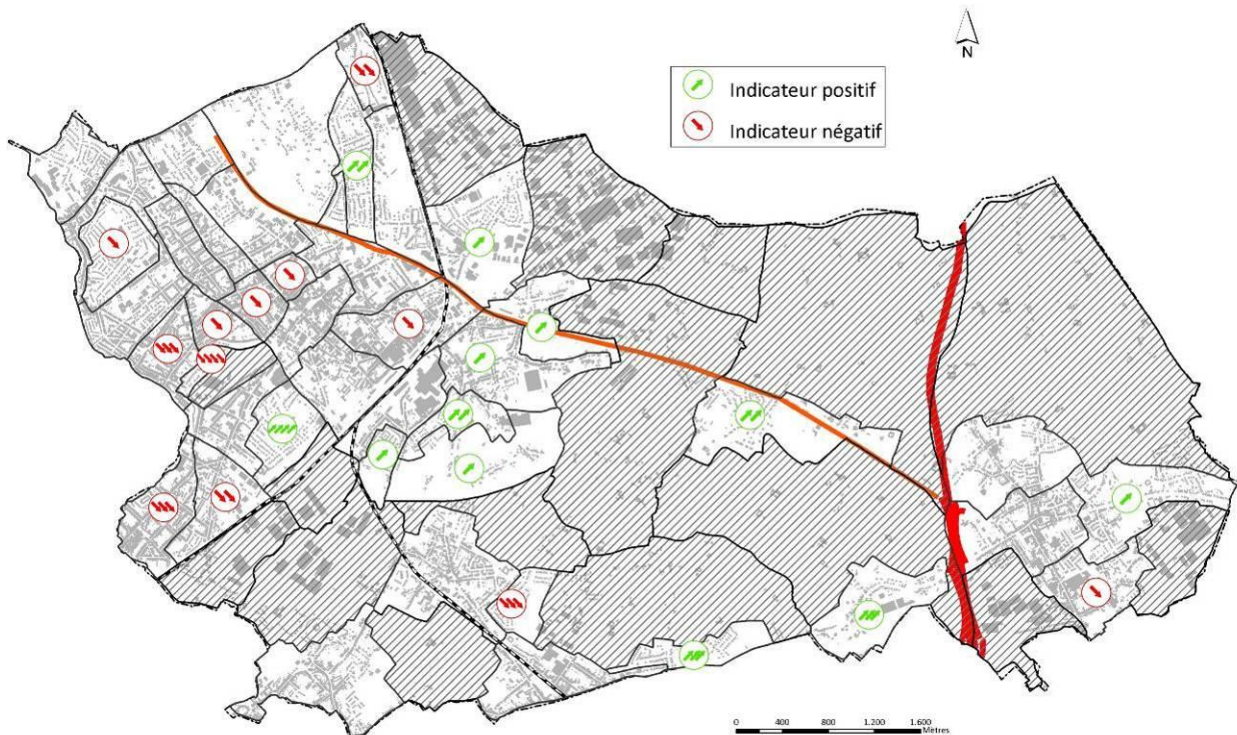 N
Indicateur positif
Indicateur négatif
0 400 800 1.200 1.600
Mètres